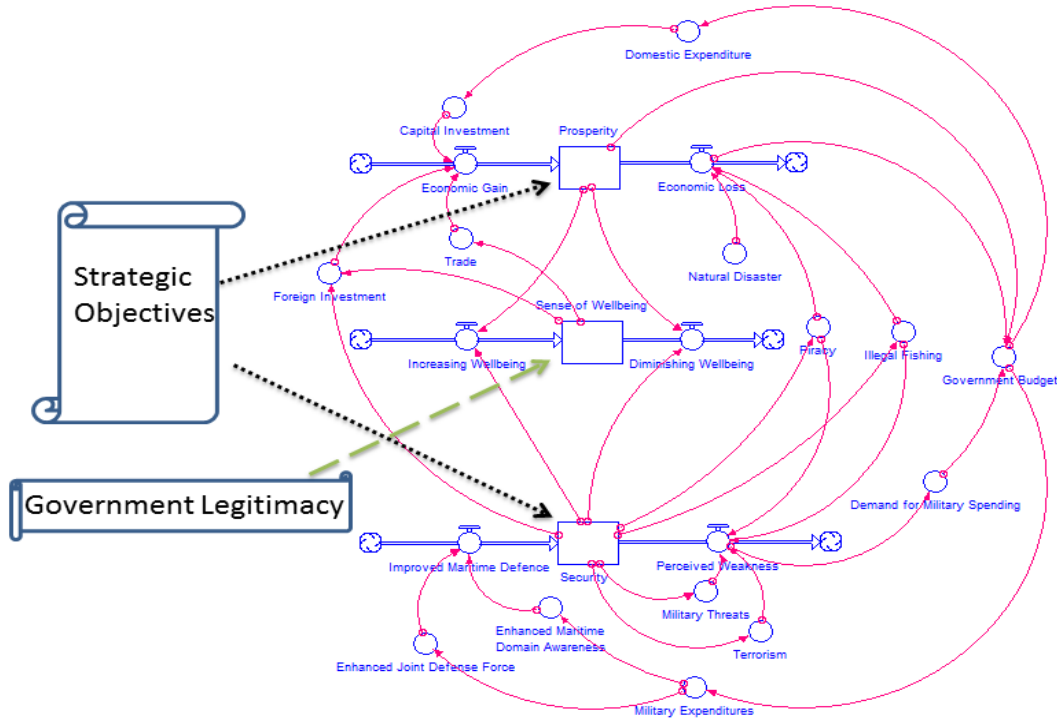 Domestic Expenditure
Capital Investment
Prosperity
Economic Gain
Economic Loss
Strategic
Objectives
Trade
Natural Disaster
Foreign Investment
Sense of Wellbeing
Increasing Wellbeing
Diminishing Wellbeing
Piracy
Illegal Fishing
Government Budget
Government Legitimacy
Demand for Military Spending
Improved Maritime Defence
Security
Perceived Weakness
Military Threats
Enhanced Maritime
Domain Awareness
Terrorism
Enhanced Joint Defense Force
Military Expenditures